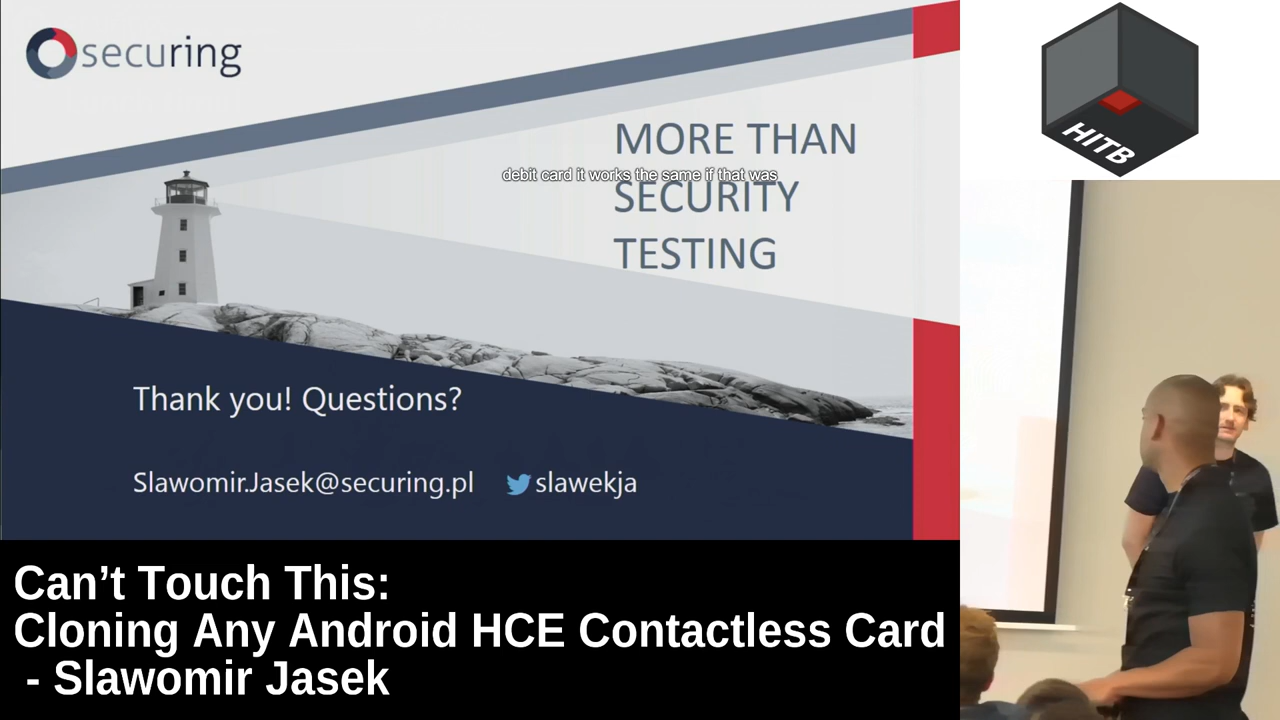 securing
MORE THAN
debit card it works the same if that was
SECURITY
TESTING
Thank you! Questions?
Slawomir.Jasek@securing.pl slawekja
HITB
Can’t Touch This:
Cloning Any Android HCE Contactless Card
- Slawomir Jasek